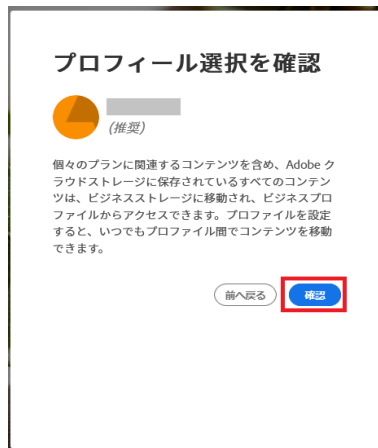 プロフィール選択を確認
(推奨)
個々のプランに関連するコンテンツを含め、Adobe ク
ラウドストレージに保存されているすべてのコンテン
ツは、ビジネスストレージに移動され、ビジネスプロ
ファイルからアクセスできます。プロファイルを設定
すると、いつでもプロファイル間でコンテンツを移動
できます。
前へ戻る
確認